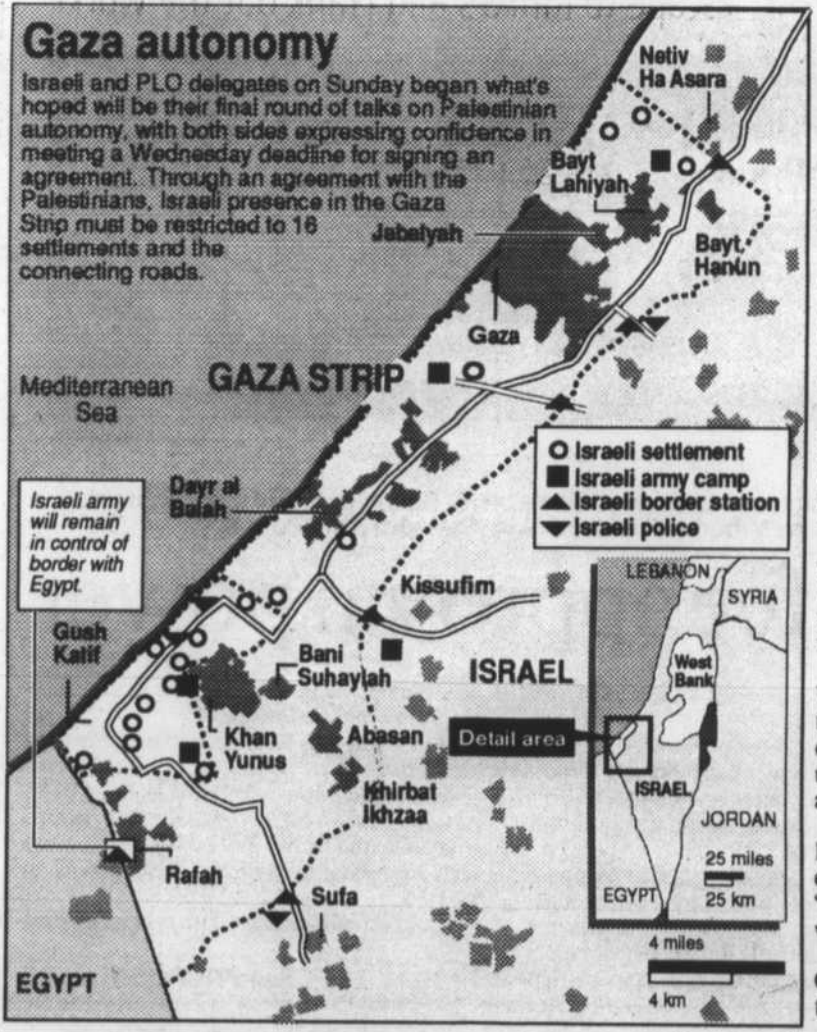 Gaza autonomy
Israeli and PLO delegates on Sunday began what's
hoped will be their final round of talks on Palestinian
autonomy, with both sides expressing confidence in
meeting a Wednesday deadline for signing an
agreement. Through an agreement with the
Palestinians, Israeli presence in the Gaza
Strip must be restricted to 16
settlements and the
connecting roads.
Netiv
Ha Asara
Bayt
Lahiyah
Jabalyah
Bayt
Hanun
Gaza
GAZA STRIP
Mediterranean
Sea
Israeli settlement
Israeli army camp
Israeli border station
Israeli police
Dayr al
Balah
Israeli army
will remain
in control of
border with
Egypt.
Kissufim
Gush
Katif
Bani
Suhaylah
ISRAEL
Khan
Yunus
Abasan
Detail area
Khirbat
Ikhzaa
Rafah
Sufa
EGYPT
LEBANON
SYRIA
West
Bank
ISRAEL
JORDAN
25 miles
25 km
EGYPT
4 miles
4 km